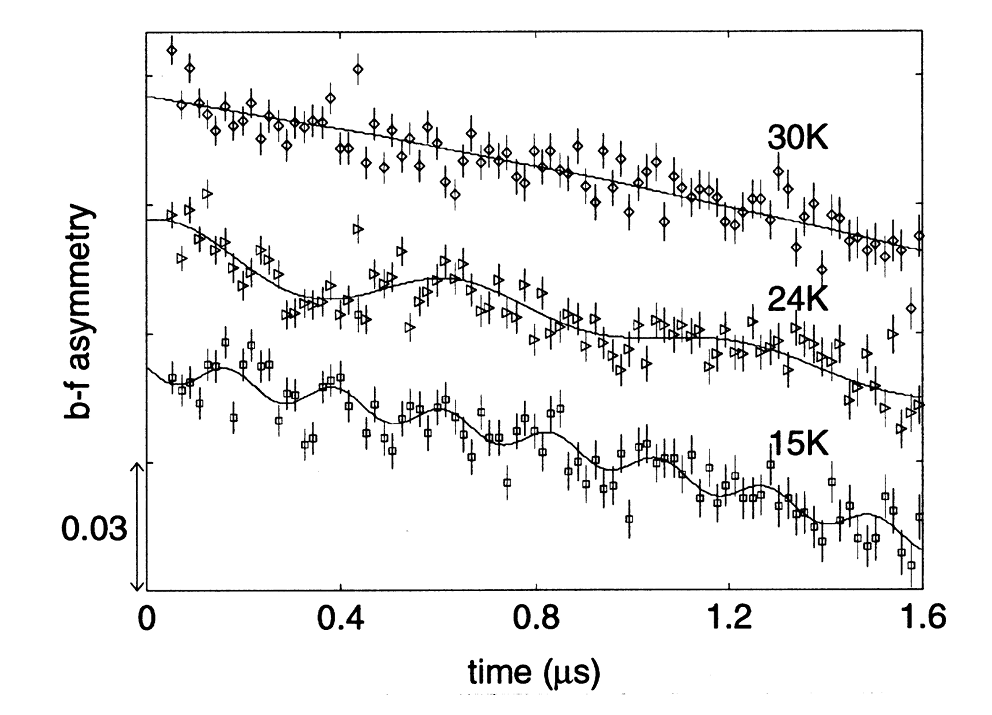 30K
24K
15K
b-f asymmetry
0.03
0 0.4 0.8 1.2 1.6
time (μs)